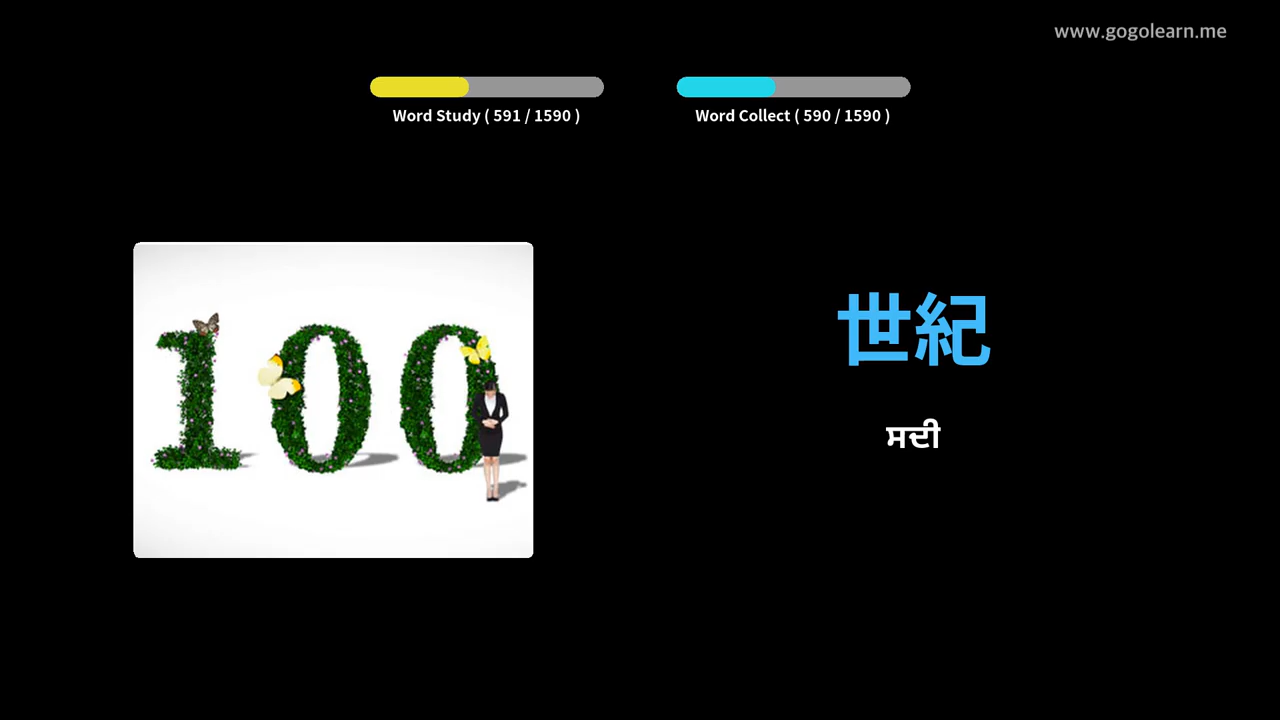 www.gogolearn.me
Word Study ( 591 / 1590 )
Word Collect ( 590 / 1590 )
100
世紀
ਸਦੀ